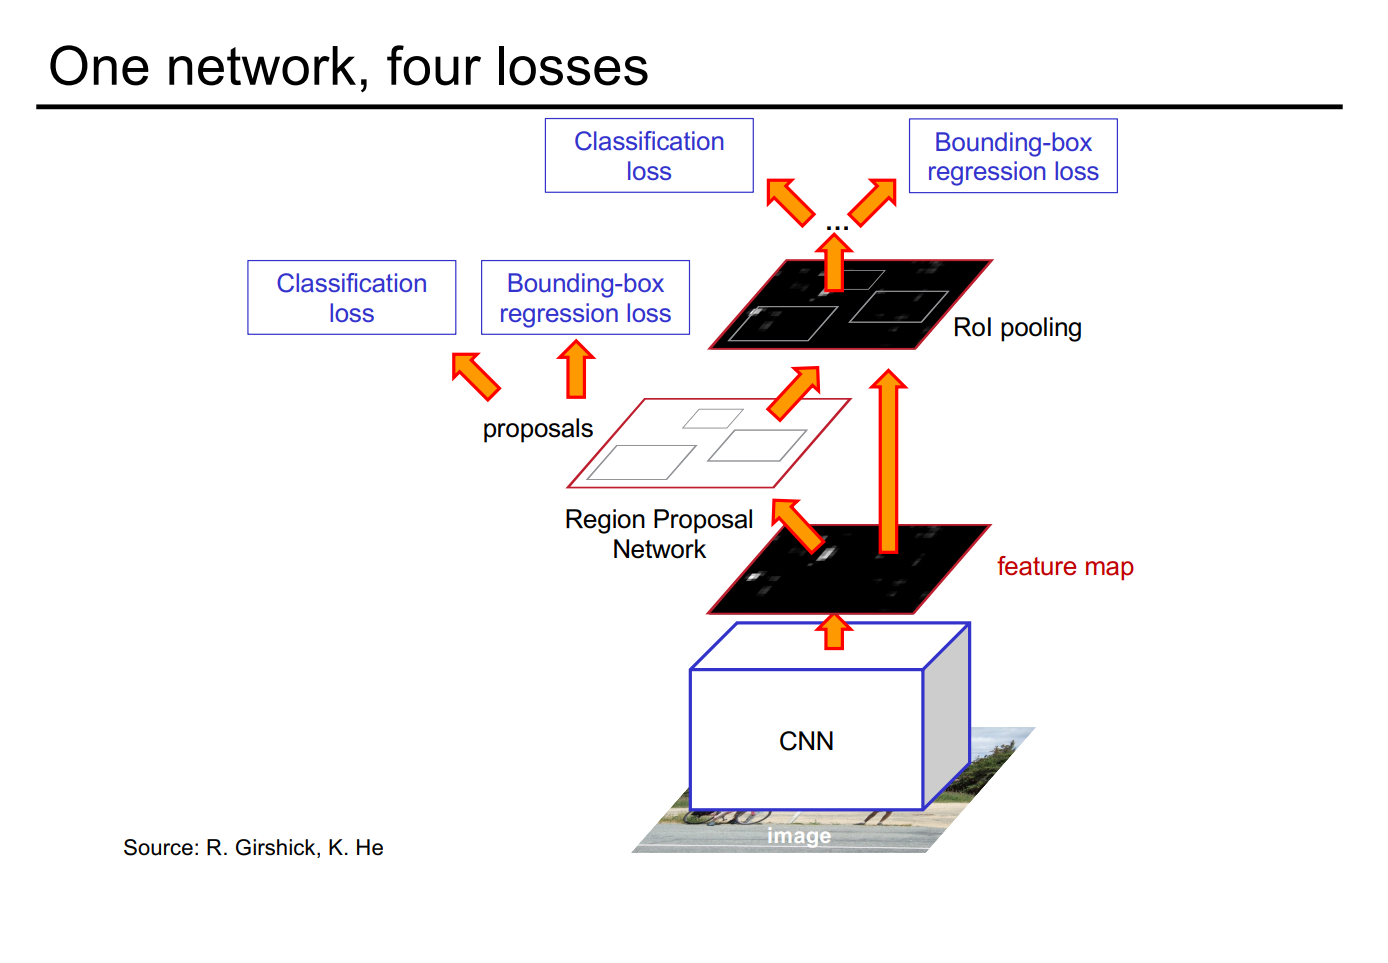 One network, four losses
Classification
loss
Bounding-box
regression loss
...
Classification
loss
Bounding-box
regression loss
RoI pooling
proposals
Region Proposal
Network
feature map
CNN
image
Source: R. Girshick, K. He